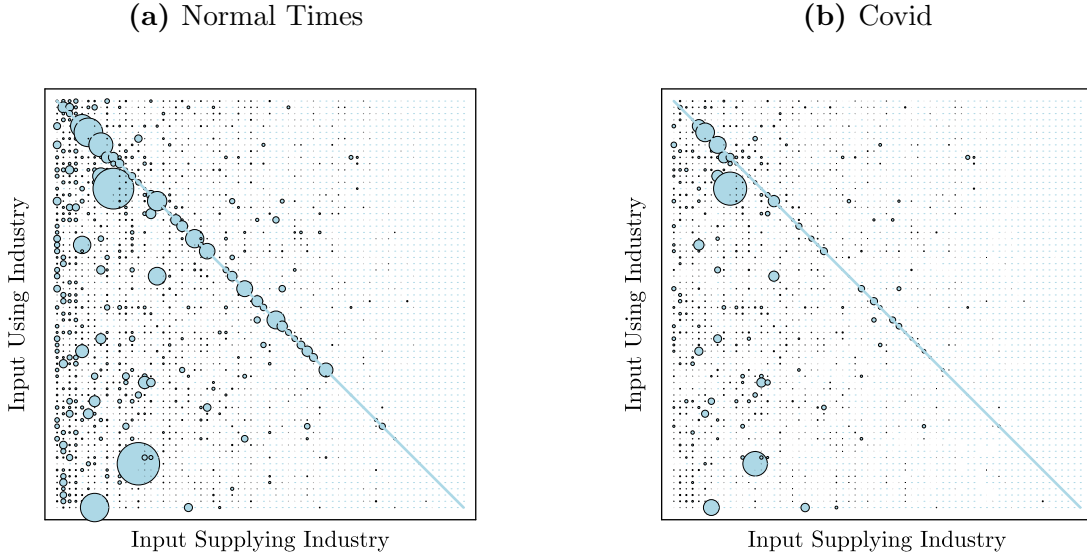 (a) Normal Times
(b) Covid
Input Using Industry
Input Supplying Industry
Input Using Industry
Input Supplying Industry